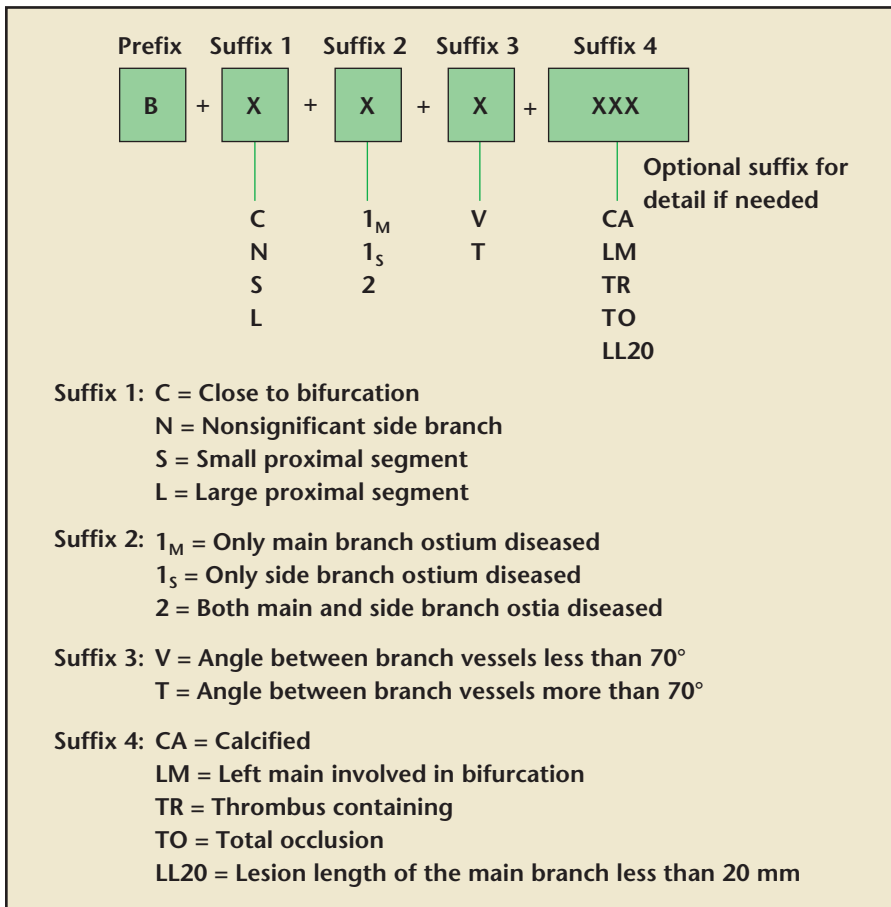 Prefix Suffix 1 Suffix 2 Suffix 3 Suffix 4
B + X + X + X + XXX
Optional suffix for
detail if needed
C 1M V CA
N 1S T LM
S 2 TR
L TO
LL20
Suffix 1: C = Close to bifurcation
N = Nonsignificant side branch
S = Small proximal segment
L = Large proximal segment
Suffix 2: 1M = Only main branch ostium diseased
1S = Only side branch ostium diseased
2 = Both main and side branch ostia diseased
Suffix 3: V = Angle between branch vessels less than 70°
T = Angle between branch vessels more than 70°
Suffix 4: CA = Calcified
LM = Left main involved in bifurcation
TR = Thrombus containing
TO = Total occlusion
LL20 = Lesion length of the main branch less than 20 mm